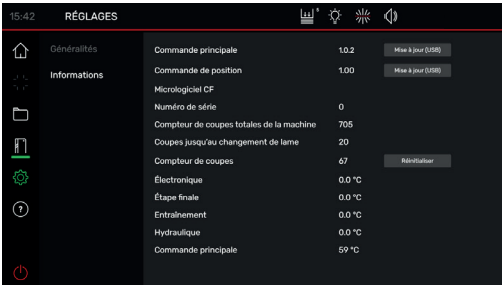 15:42 RÉGLAGES
Généralités
Informations
Commande principale 1.0.2 Mise à jour (USB)
Commande de position 1.00 Mise à jour (USB)
Micrologiciel CF
Numéro de série 0
Compteur de coupes totales de la machine 705
Coupes jusqu'au changement de lame 20
Compteur de coupes 67 Réinitialiser
Électronique 0.0 °C
Étape finale 0.0 °C
Entraînement 0.0 °C
Hydraulique 0.0 °C
Commande principale 59 °C